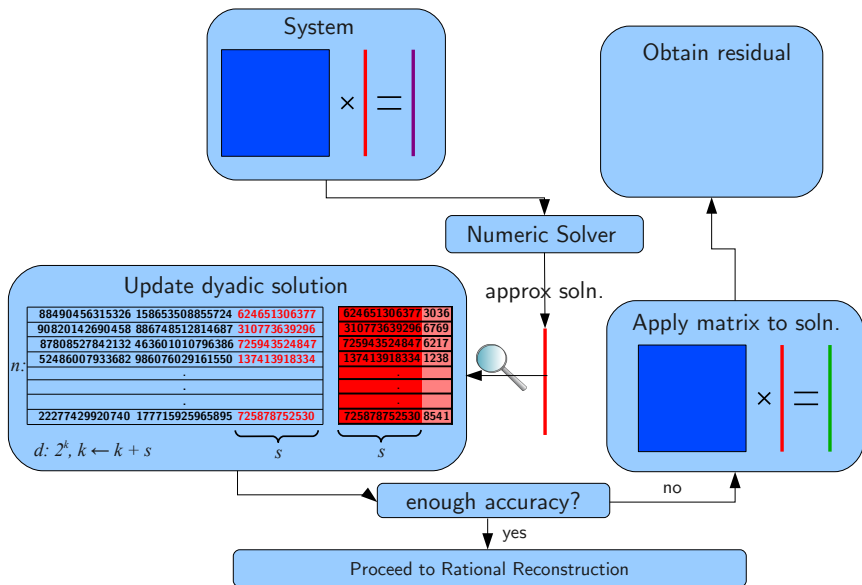 System
× =
Obtain residual
Numeric Solver
approx soln.
Update dyadic solution
88490456315326 158653508855724 624651306377
90820142690458 886748512814687 310773639296
87808527842132 463601010796386 725943524847
52486007933682 986076029161550 137413918334
.
.
.
22277429920740 177715925965895 725878752530
n:
s
d: 2^k, k ← k + s
624651306377 3036
310773639296 6769
725943524847 6217
137413918334 1238
.
.
.
725878752530 8541
s
Apply matrix to soln.
× =
enough accuracy?
no
yes
Proceed to Rational Reconstruction